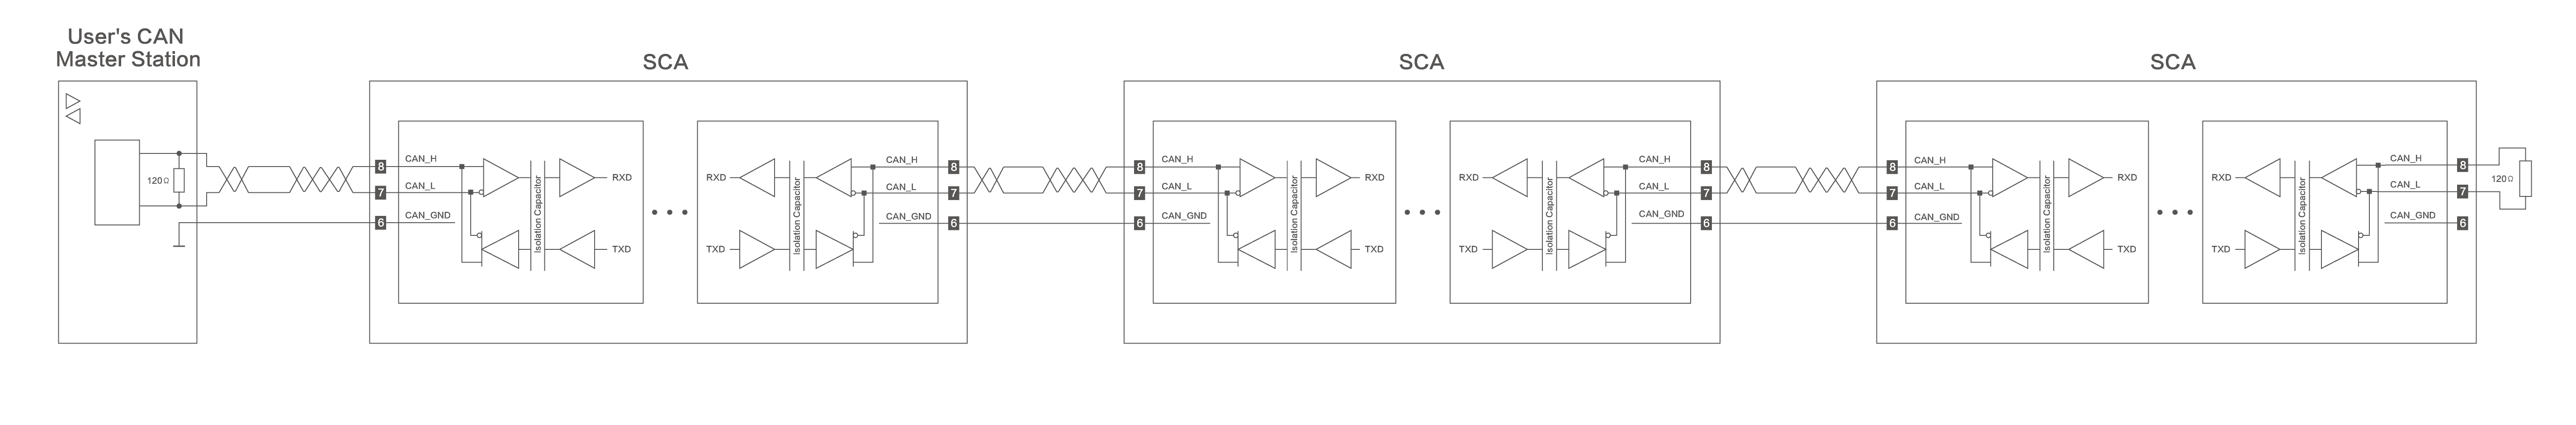 User's CAN
Master Station
120Ω
SCA
8
CAN_H
7
CAN_L
6
CAN_GND
Isolation Capacitor
RXD
TXD
RXD
TXD
Isolation Capacitor
CAN_H
8
CAN_L
7
CAN_GND
6
SCA
8
CAN_H
7
CAN_L
6
CAN_GND
Isolation Capacitor
RXD
TXD
RXD
TXD
Isolation Capacitor
CAN_H
8
CAN_L
7
CAN_GND
6
SCA
8
CAN_H
7
CAN_L
6
CAN_GND
Isolation Capacitor
RXD
TXD
RXD
TXD
Isolation Capacitor
CAN_H
8
CAN_L
7
CAN_GND
6
120Ω